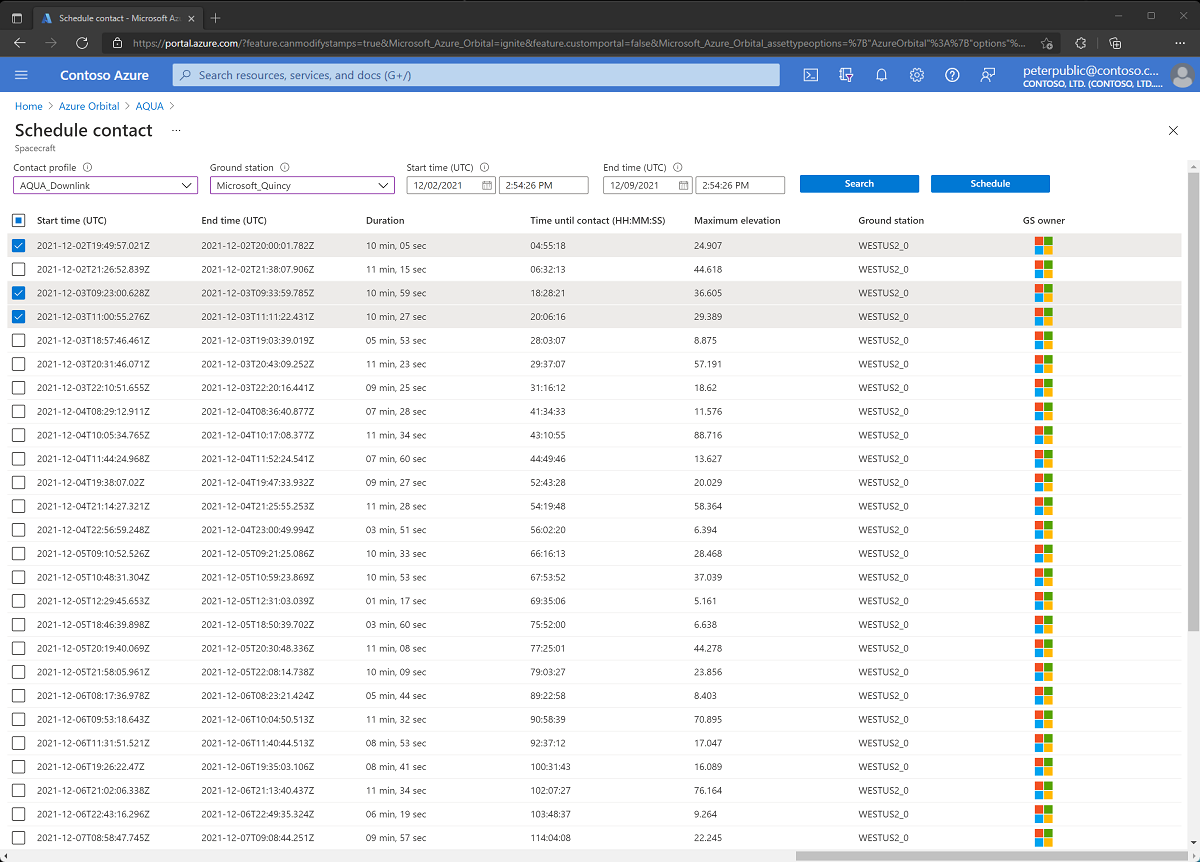 Schedule contact - Microsoft Az
https://portal.azure.com/?feature.canmodifystamps=true&Microsoft_Azure_Orbital=ignite&feature.customportal=false&Microsoft_Azure_Orbital_assettypeoptions=%7B"AzureOrbital"%3A%7B"options"%...
Contoso Azure
Search resources, services, and docs (G+/)
peterpublic@contoso.c...
CONTOSO, LTD. (CONTOSO, LTD....
Home > Azure Orbital > AQUA >
Schedule contact ...
Spacecraft
Contact profile Ground station Start time (UTC) End time (UTC)
AQUA_Downlink Microsoft_Quincy 12/02/2021 2:54:26 PM 12/09/2021 2:54:26 PM Search Schedule
Start time (UTC) End time (UTC) Duration Time until contact (HH:MM:SS) Maximum elevation Ground station GS owner
2021-12-02T19:49:57.021Z 2021-12-02T20:00:01.782Z 10 min, 05 sec 04:55:18 24.907 WESTUS2_0
2021-12-02T21:26:52.839Z 2021-12-02T21:38:07.906Z 11 min, 15 sec 06:32:13 44.618 WESTUS2_0
2021-12-03T09:23:00.628Z 2021-12-03T09:33:59.785Z 10 min, 59 sec 18:28:21 36.605 WESTUS2_0
2021-12-03T11:00:55.276Z 2021-12-03T11:11:22.431Z 10 min, 27 sec 20:06:16 29.389 WESTUS2_0
2021-12-03T18:57:46.461Z 2021-12-03T19:03:39.019Z 05 min, 53 sec 28:03:07 8.875 WESTUS2_0
2021-12-03T20:31:46.071Z 2021-12-03T20:43:09.252Z 11 min, 23 sec 29:37:07 57.191 WESTUS2_0
2021-12-03T22:10:51.655Z 2021-12-03T22:20:16.441Z 09 min, 25 sec 31:16:12 18.62 WESTUS2_0
2021-12-04T08:29:12.911Z 2021-12-04T08:36:40.877Z 07 min, 28 sec 41:34:33 11.576 WESTUS2_0
2021-12-04T10:05:34.765Z 2021-12-04T10:17:08.377Z 11 min, 34 sec 43:10:55 88.716 WESTUS2_0
2021-12-04T11:44:24.968Z 2021-12-04T11:52:24.541Z 07 min, 60 sec 44:49:46 13.627 WESTUS2_0
2021-12-04T19:38:07.02Z 2021-12-04T19:47:33.932Z 09 min, 27 sec 52:43:28 20.029 WESTUS2_0
2021-12-04T21:14:27.321Z 2021-12-04T21:25:55.253Z 11 min, 28 sec 54:19:48 58.364 WESTUS2_0
2021-12-04T22:56:59.248Z 2021-12-04T23:00:49.994Z 03 min, 51 sec 56:02:20 6.394 WESTUS2_0
2021-12-05T09:10:52.526Z 2021-12-05T09:21:25.086Z 10 min, 33 sec 66:16:13 28.468 WESTUS2_0
2021-12-05T10:48:31.304Z 2021-12-05T10:59:23.869Z 10 min, 53 sec 67:53:52 37.039 WESTUS2_0
2021-12-05T12:29:45.653Z 2021-12-05T12:31:03.039Z 01 min, 17 sec 69:35:06 5.161 WESTUS2_0
2021-12-05T18:46:39.898Z 2021-12-05T18:50:39.702Z 03 min, 60 sec 75:52:00 6.638 WESTUS2_0
2021-12-05T20:19:40.069Z 2021-12-05T20:30:48.336Z 11 min, 08 sec 77:25:01 44.278 WESTUS2_0
2021-12-05T21:58:05.961Z 2021-12-05T22:08:14.738Z 10 min, 09 sec 79:03:27 23.856 WESTUS2_0
2021-12-06T08:17:36.978Z 2021-12-06T08:23:21.424Z 05 min, 44 sec 89:22:58 8.403 WESTUS2_0
2021-12-06T09:53:18.643Z 2021-12-06T10:04:50.513Z 11 min, 32 sec 90:58:39 70.895 WESTUS2_0
2021-12-06T11:31:51.521Z 2021-12-06T11:40:44.513Z 08 min, 53 sec 92:37:12 17.047 WESTUS2_0
2021-12-06T19:26:22.47Z 2021-12-06T19:35:03.106Z 08 min, 41 sec 100:31:43 16.089 WESTUS2_0
2021-12-06T21:02:06.338Z 2021-12-06T21:13:40.437Z 11 min, 34 sec 102:07:27 76.164 WESTUS2_0
2021-12-06T22:43:16.296Z 2021-12-06T22:49:35.324Z 06 min, 19 sec 103:48:37 9.264 WESTUS2_0
2021-12-07T08:58:47.745Z 2021-12-07T09:08:44.251Z 09 min, 57 sec 114:04:08 22.245 WESTUS2_0